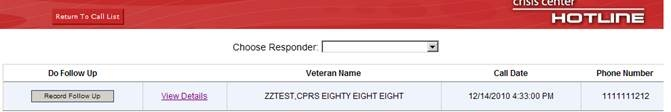 crisis center
Return To Call List
HOTLINE
Choose Responder:
Do Follow Up Veteran Name Call Date Phone Number
Record Follow Up View Details ZZTEST,CPRS EIGHTY EIGHT EIGHT 12/14/2010 4:33:00 PM 1111111212